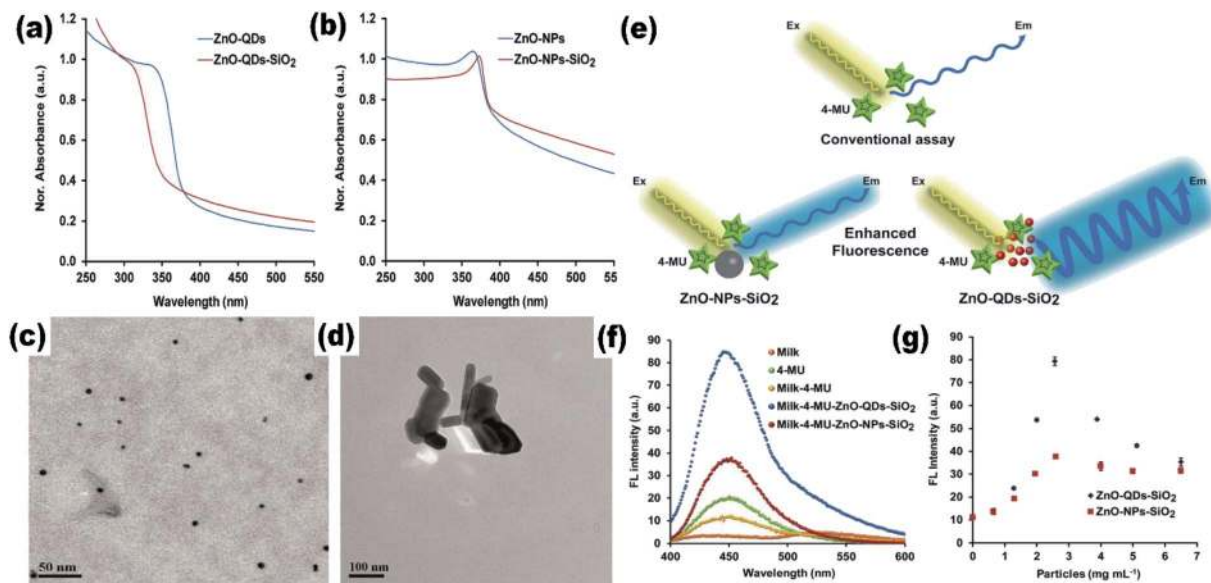 (a)
1.2
1.0
0.8
0.6
0.4
0.2
0.0
Nor. Absorbance (a.u.)
ZnO-QDs
ZnO-QDs-SiO₂
250 300 350 400 450 500 550
Wavelength (nm)
(b)
1.2
1.0
0.8
0.6
0.4
0.2
0.0
Nor. Absorbance (a.u.)
ZnO-NPs
ZnO-NPs-SiO₂
250 300 350 400 450 500 55
Wavelength (nm)
(c)
50 nm
(d)
100 nm
(e)
Ex
Em
4-MU
Conventional assay
Ex
Em
4-MU
ZnO-NPs-SiO₂
Enhanced
Fluorescence
Ex
Em
4-MU
ZnO-QDs-SiO₂
(f)
90
80
70
60
50
40
30
20
10
0
FL intensity (a.u.)
Milk
4-MU
Milk-4-MU
Milk-4-MU-ZnO-QDs-SiO₂
Milk-4-MU-ZnO-NPs-SiO₂
400 450 500 550 600
Wavelength (nm)
(g)
90
80
70
60
50
40
30
20
10
0
FL Intensity (a.u.)
ZnO-QDs-SiO₂
ZnO-NPs-SiO₂
0 1 2 3 4 5 6 7
Particles (mg mL⁻¹)